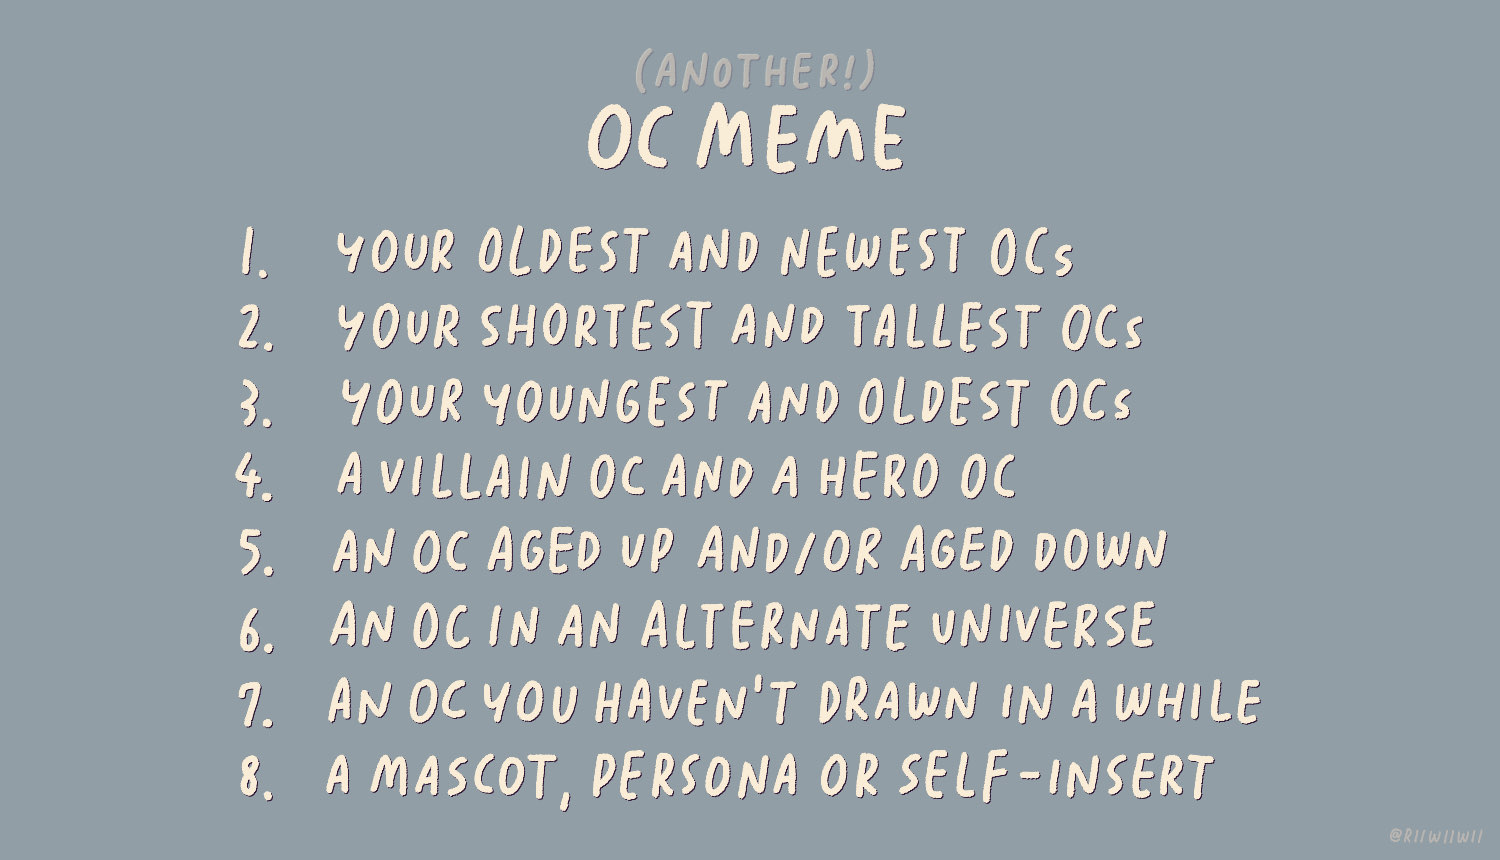 (ANOTHER!)
OC MEME
1. YOUR OLDEST AND NEWEST OCs
2. YOUR SHORTEST AND TALLEST OCs
3. YOUR YOUNGEST AND OLDEST OCs
4. A VILLAIN OC AND A HERO OC
5. AN OC AGED UP AND/OR AGED DOWN
6. AN OC IN AN ALTERNATE UNIVERSE
7. AN OC YOU HAVEN'T DRAWN IN A WHILE
8. A MASCOT, PERSONA OR SELF-INSERT
@RIIWIIWII